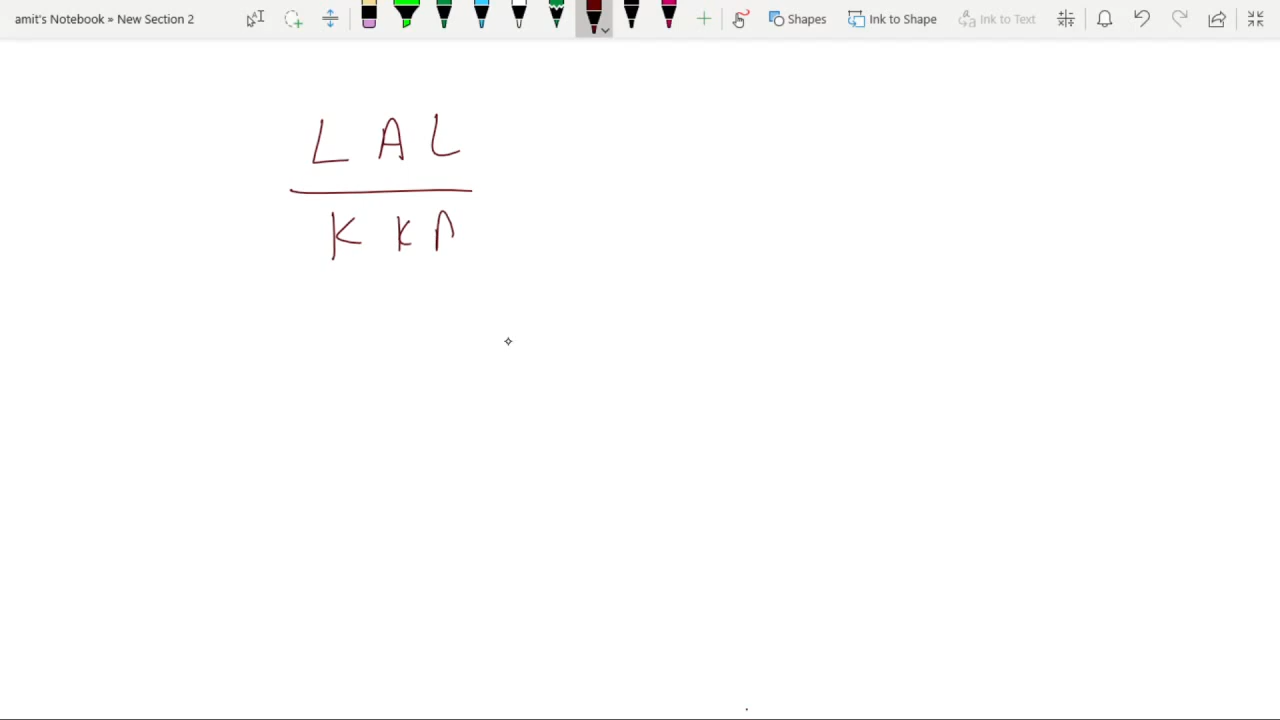 amit's Notebook » New Section 2
Shapes Ink to Shape Ink to Text
L A L
K K